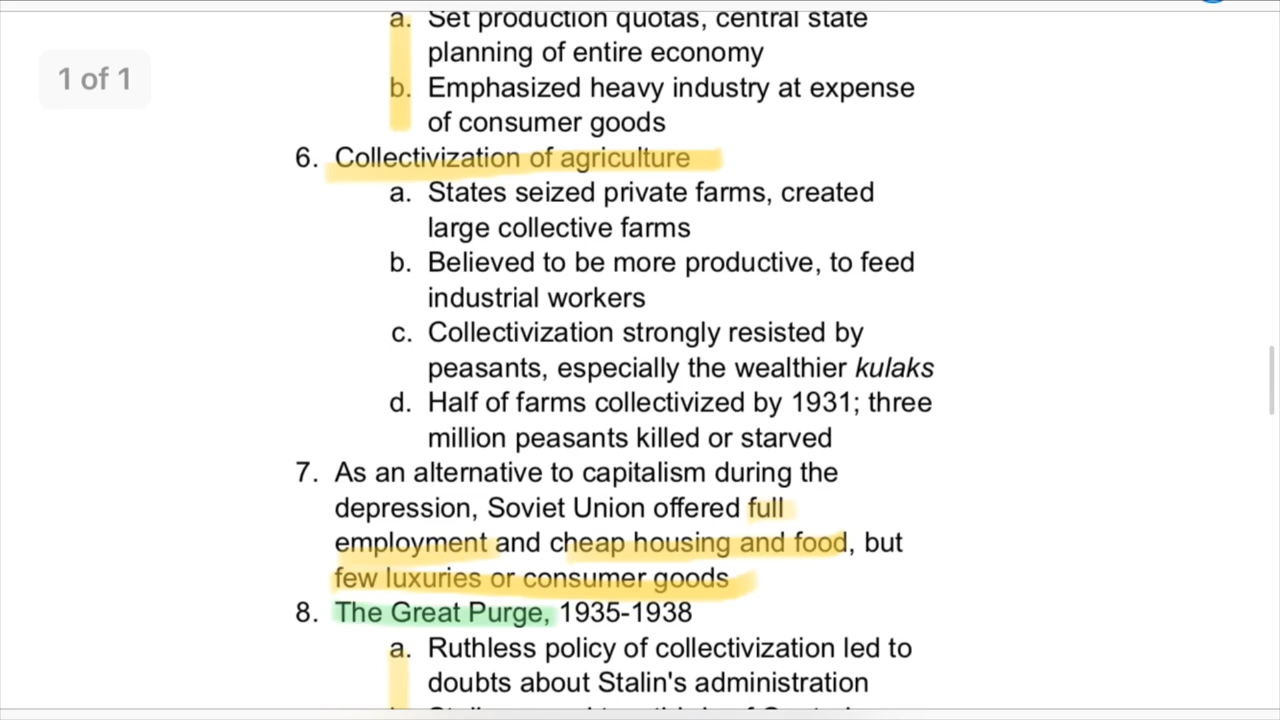 a. Set production quotas, central state
planning of entire economy
1 of 1
b. Emphasized heavy industry at expense
of consumer goods
6. Collectivization of agriculture
a. States seized private farms, created
large collective farms
b. Believed to be more productive, to feed
industrial workers
c. Collectivization strongly resisted by
peasants, especially the wealthier kulaks
d. Half of farms collectivized by 1931; three
million peasants killed or starved
7. As an alternative to capitalism during the
depression, Soviet Union offered full
employment and cheap housing and food, but
few luxuries or consumer goods
8. The Great Purge, 1935-1938
a. Ruthless policy of collectivization led to
doubts about Stalin's administration